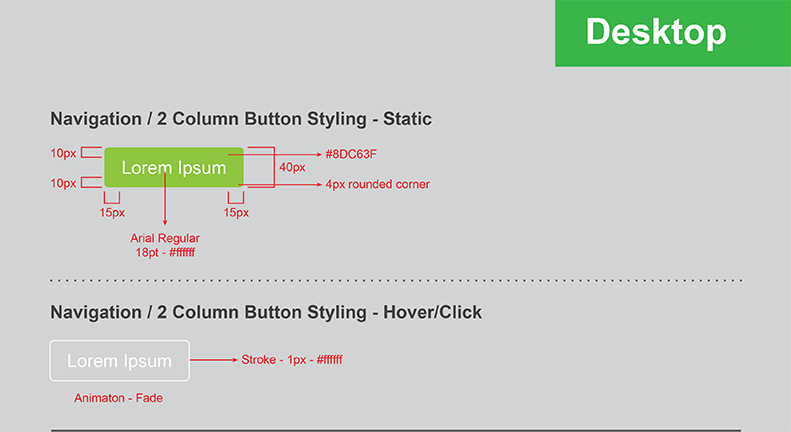 Desktop
Navigation / 2 Column Button Styling - Static
10px
Lorem Ipsum
#8DC63F
40px
10px
4px rounded corner
15px
15px
Arial Regular
18pt - #ffffff
Navigation / 2 Column Button Styling - Hover/Click
Lorem Ipsum
Stroke - 1px - #ffffff
Animaton - Fade